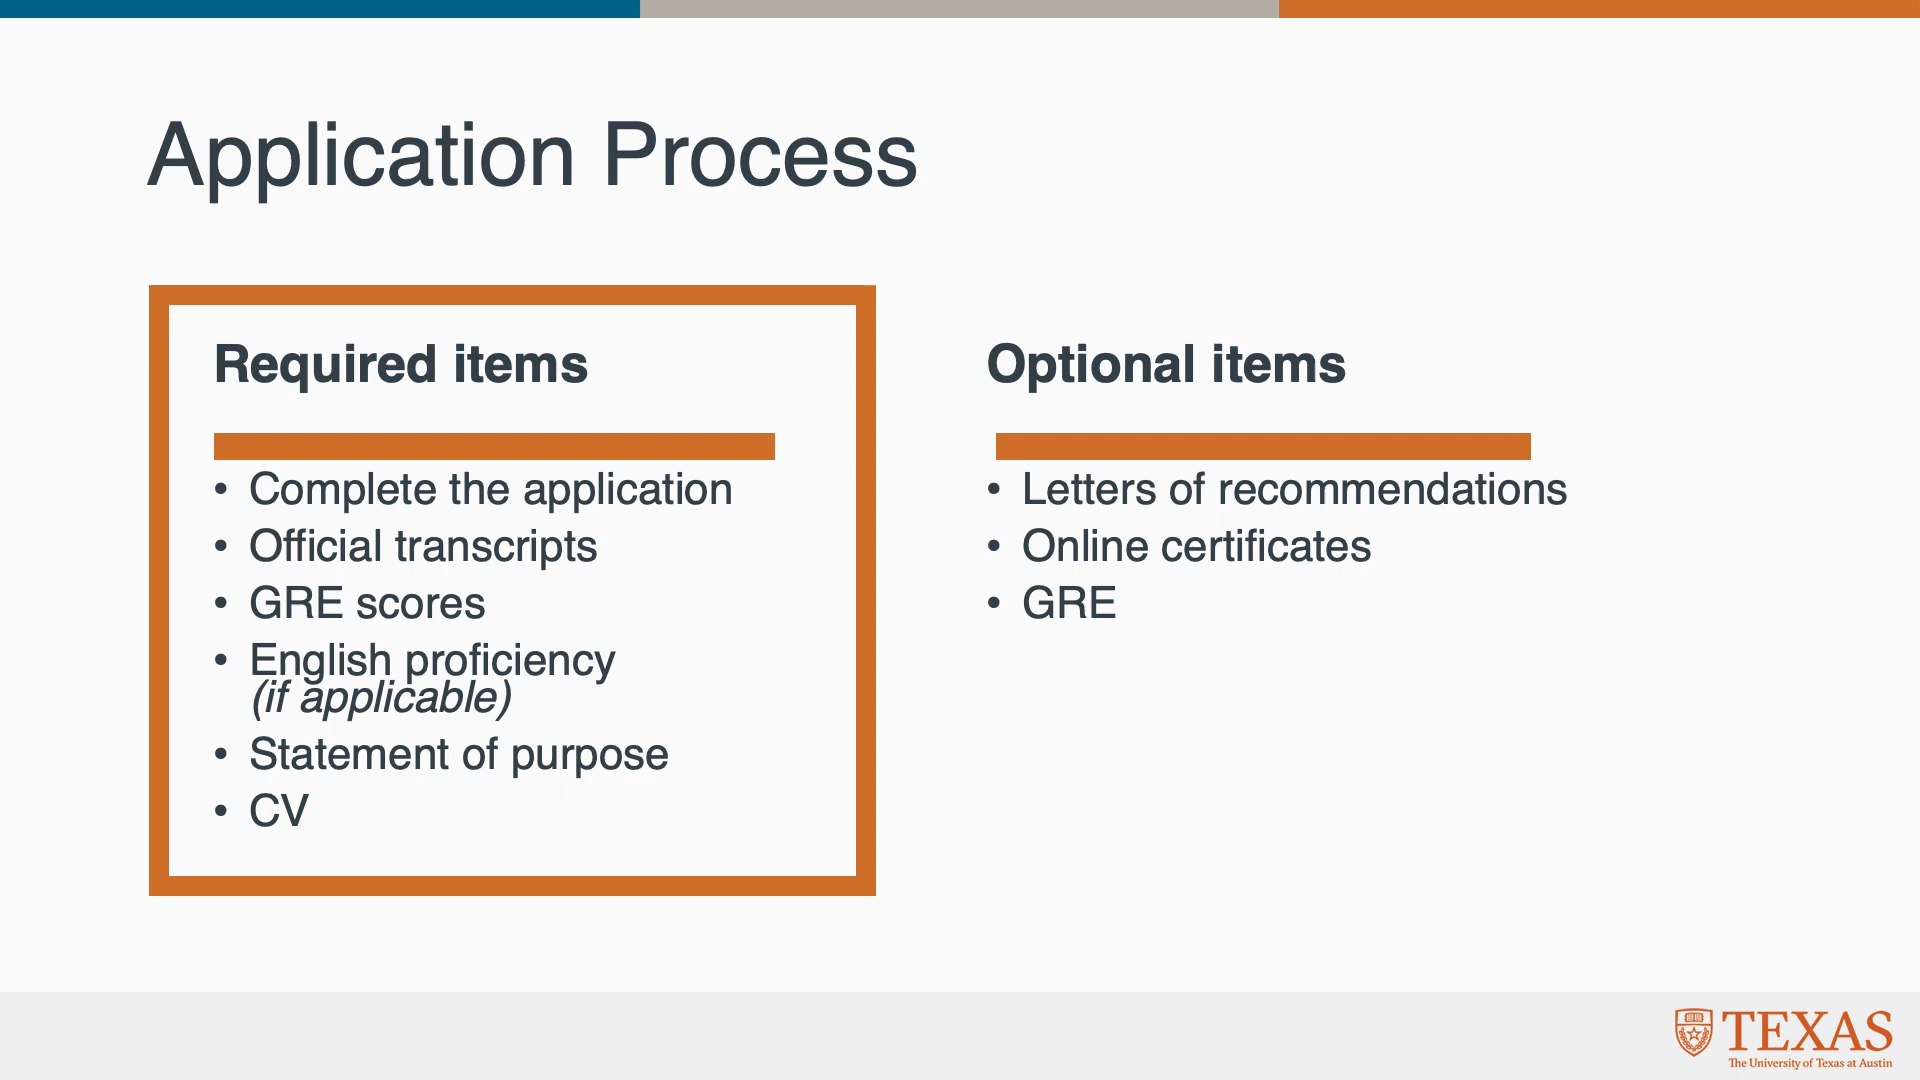 Application Process
Required items
• Complete the application
• Official transcripts
• GRE scores
• English proficiency
(if applicable)
• Statement of purpose
• CV
Optional items
• Letters of recommendations
• Online certificates
• GRE
TEXAS
The University of Texas at Austin